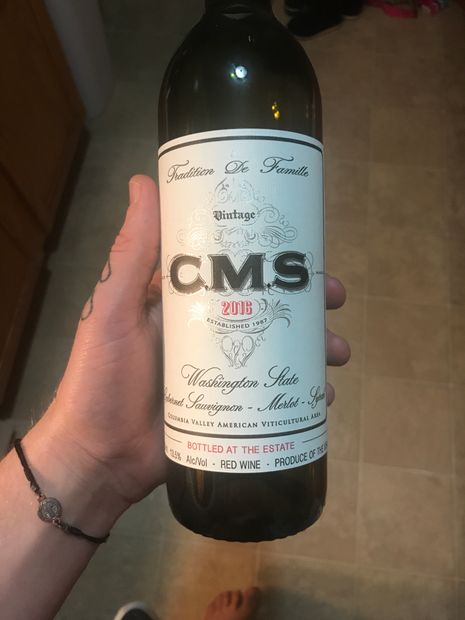 Tradition De Famille
Vintage
C.M.S
2016
ESTABLISHED 1987
Washington State
Cabernet Sauvignon - Merlot - Syrah
COLUMBIA VALLEY AMERICAN VITICULTURAL AREA
BOTTLED AT THE ESTATE
13.5% Alc/Vol - RED WINE - PRODUCE OF THE